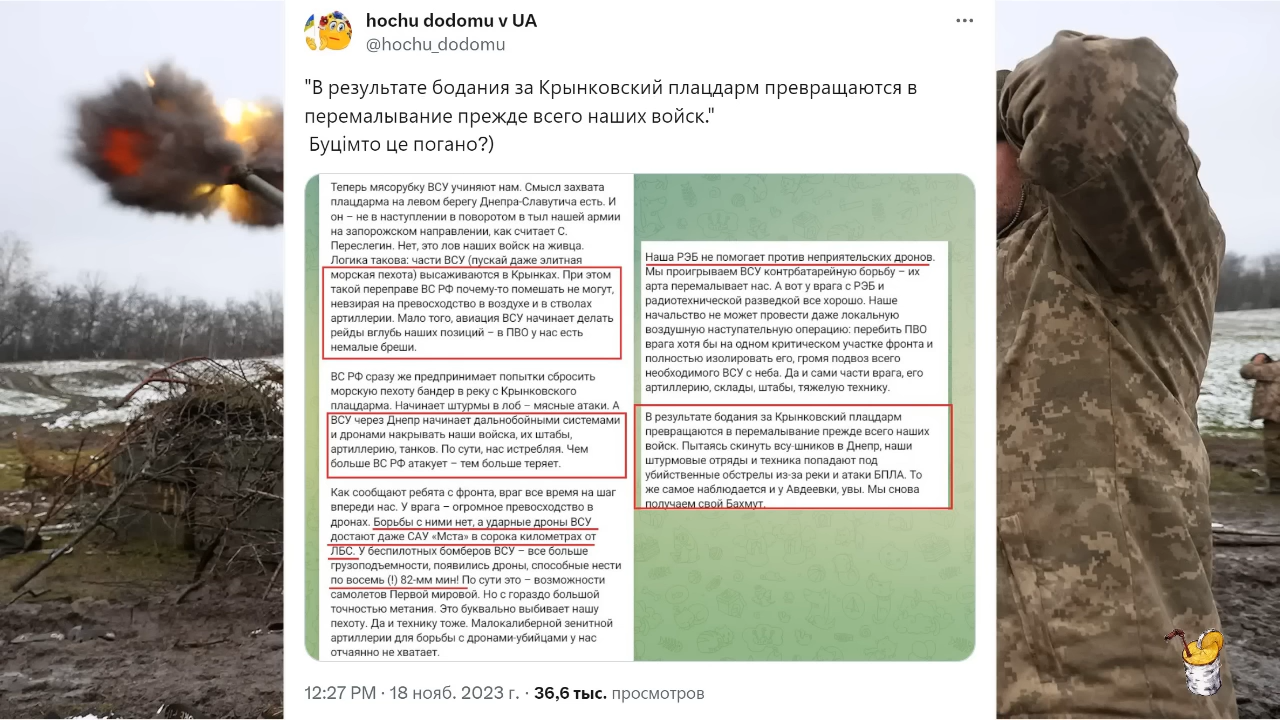 hochu dodomu v UA
@hochu_dodomu
"В результате бодания за Крынковский плацдарм превращаются в
перемалывание прежде всего наших войск."
Буцімто це погано?)
Теперь мясорубку ВСУ учиняют нам. Смысл захвата
плацдарма на левом берегу Днепра-Славутича есть. И
он – не в наступлении в поворотом в тыл нашей армии
на запорожском направлении, как считает С.
Переслегин. Нет, это лов наших войск на живца.
Логика такова: части ВСУ (пускай даже элитная
морская пехота) высаживаются в Крынках. При этом
такой переправе ВС РФ почему-то помешать не могут,
невзирая на превосходство в воздухе и в стволах
артиллерии. Мало того, авиация ВСУ начинает делать
рейды вглубь наших позиций – в ПВО у нас есть
немалые бреши.
ВС РФ сразу же предпринимает попытки сбросить
морскую пехоту бандер в реку с Крынковского
плацдарма. Начинает штурмы в лоб – мясные атаки. А
ВСУ через Днепр начинает дальнобойными системами
и дронами накрывать наши войска, их штабы,
артиллерию, танков. По сути, нас истребляя. Чем
больше ВС РФ атакует – тем больше теряет.
Как сообщают ребята с фронта, враг все время на шаг
впереди нас. У врага – огромное превосходство в
дронах. Борьбы с ними нет, а ударные дроны ВСУ
достают даже САУ «Мста» в сорока километрах от
ЛБС. У беспилотных бомберов ВСУ – все больше
грузоподъемности, появились дроны, способные нести
по восемь (!) 82-мм мин! По сути это – возможности
самолетов Первой мировой. Но с гораздо большой
точностью метания. Это буквально выбивает нашу
пехоту. Да и технику тоже. Малокалиберной зенитной
артиллерии для борьбы с дронами-убийцами у нас
отчаянно не хватает.
Наша РЭБ не помогает против неприятельских дронов.
Мы проигрываем ВСУ контрбатарейную борьбу – их
арта перемалывает нас. А вот у врага с РЭБ и
радиотехнической разведкой все хорошо. Наше
начальство не может провести даже локальную
воздушную наступательную операцию: перебить ПВО
врага хотя бы на одном критическом участке фронта и
полностью изолировать его, громя подвоз всего
необходимого ВСУ с неба. Да и сами части врага, его
артиллерию, склады, штабы, тяжелую технику.
В результате бодания за Крынковский плацдарм
превращаются в перемалывание прежде всего наших
войск. Пытаясь скинуть всу-шников в Днепр, наши
штурмовые отряды и техника попадают под
убийственные обстрелы из-за реки и атаки БПЛА. То
же самое наблюдается и у Авдеевки, увы. Мы снова
получаем свой Бахмут.
12:27 PM · 18 нояб. 2023 г. · 36,6 тыс. просмотров